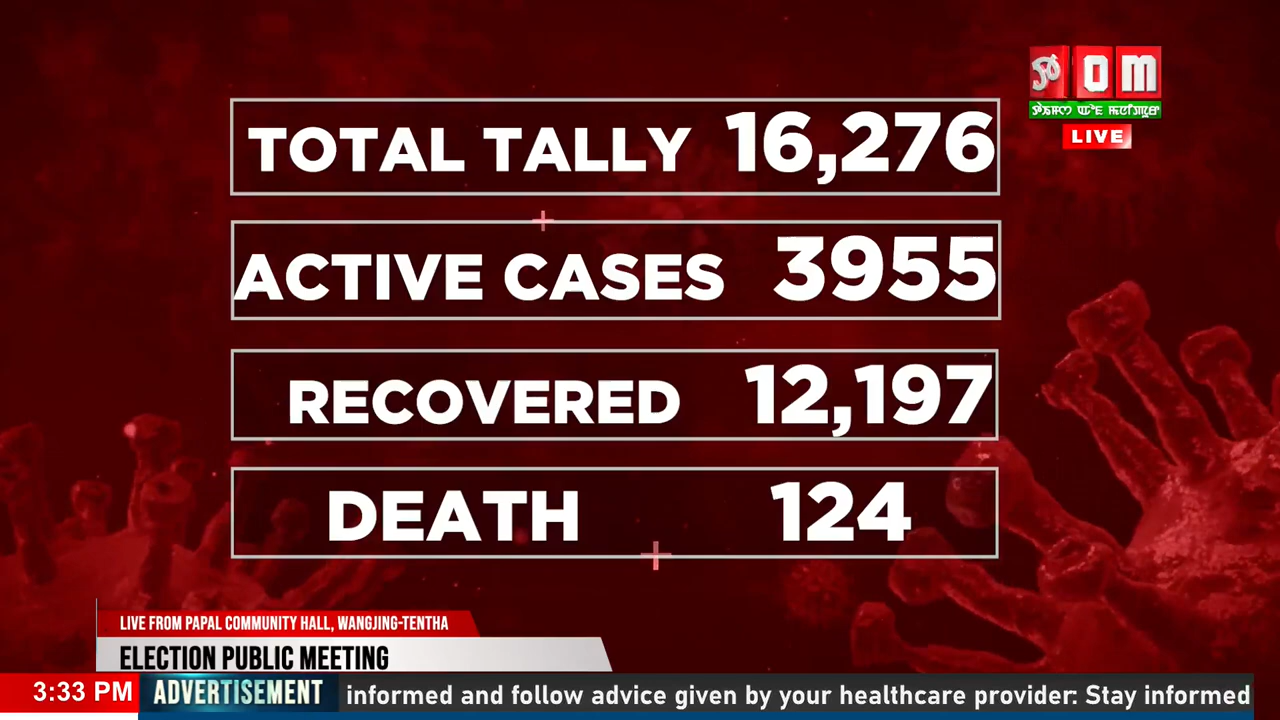 OM
LIVE
TOTAL TALLY 16,276
ACTIVE CASES 3955
RECOVERED 12,197
DEATH 124
LIVE FROM PAPAL COMMUNITY HALL, WANGJING-TENTHA
ELECTION PUBLIC MEETING
3:33 PM ADVERTISEMENT informed and follow advice given by your healthcare provider: Stay informed